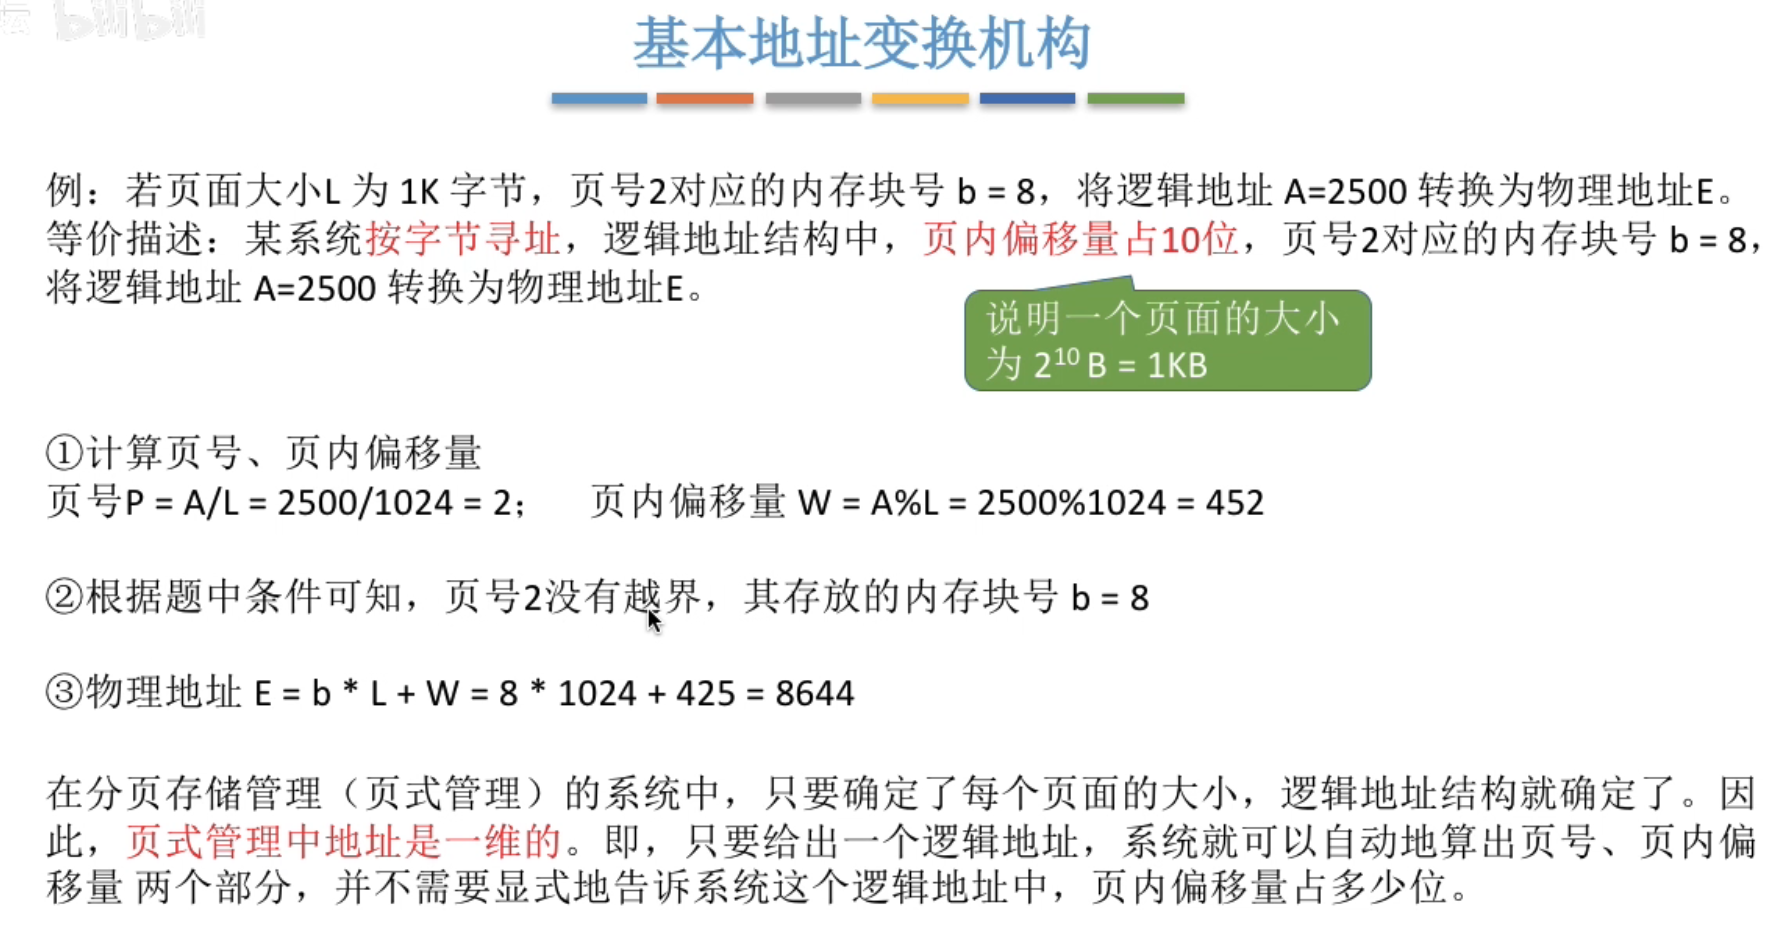 坛 bilibili
基本地址变换机构
例：若页面大小L 为 1K 字节，页号2对应的内存块号 b = 8，将逻辑地址 A=2500 转换为物理地址E。
等价描述：某系统按字节寻址，逻辑地址结构中，页内偏移量占10位，页号2对应的内存块号 b = 8，
将逻辑地址 A=2500 转换为物理地址E。
说明一个页面的大小
为 2¹⁰ B = 1KB
①计算页号、页内偏移量
页号P = A/L = 2500/1024 = 2； 页内偏移量 W = A%L = 2500%1024 = 452
②根据题中条件可知，页号2没有越界，其存放的内存块号 b = 8
③物理地址 E = b * L + W = 8 * 1024 + 425 = 8644
在分页存储管理（页式管理）的系统中，只要确定了每个页面的大小，逻辑地址结构就确定了。因
此，页式管理中地址是一维的。即，只要给出一个逻辑地址，系统就可以自动地算出页号、页内偏
移量 两个部分，并不需要显式地告诉系统这个逻辑地址中，页内偏移量占多少位。